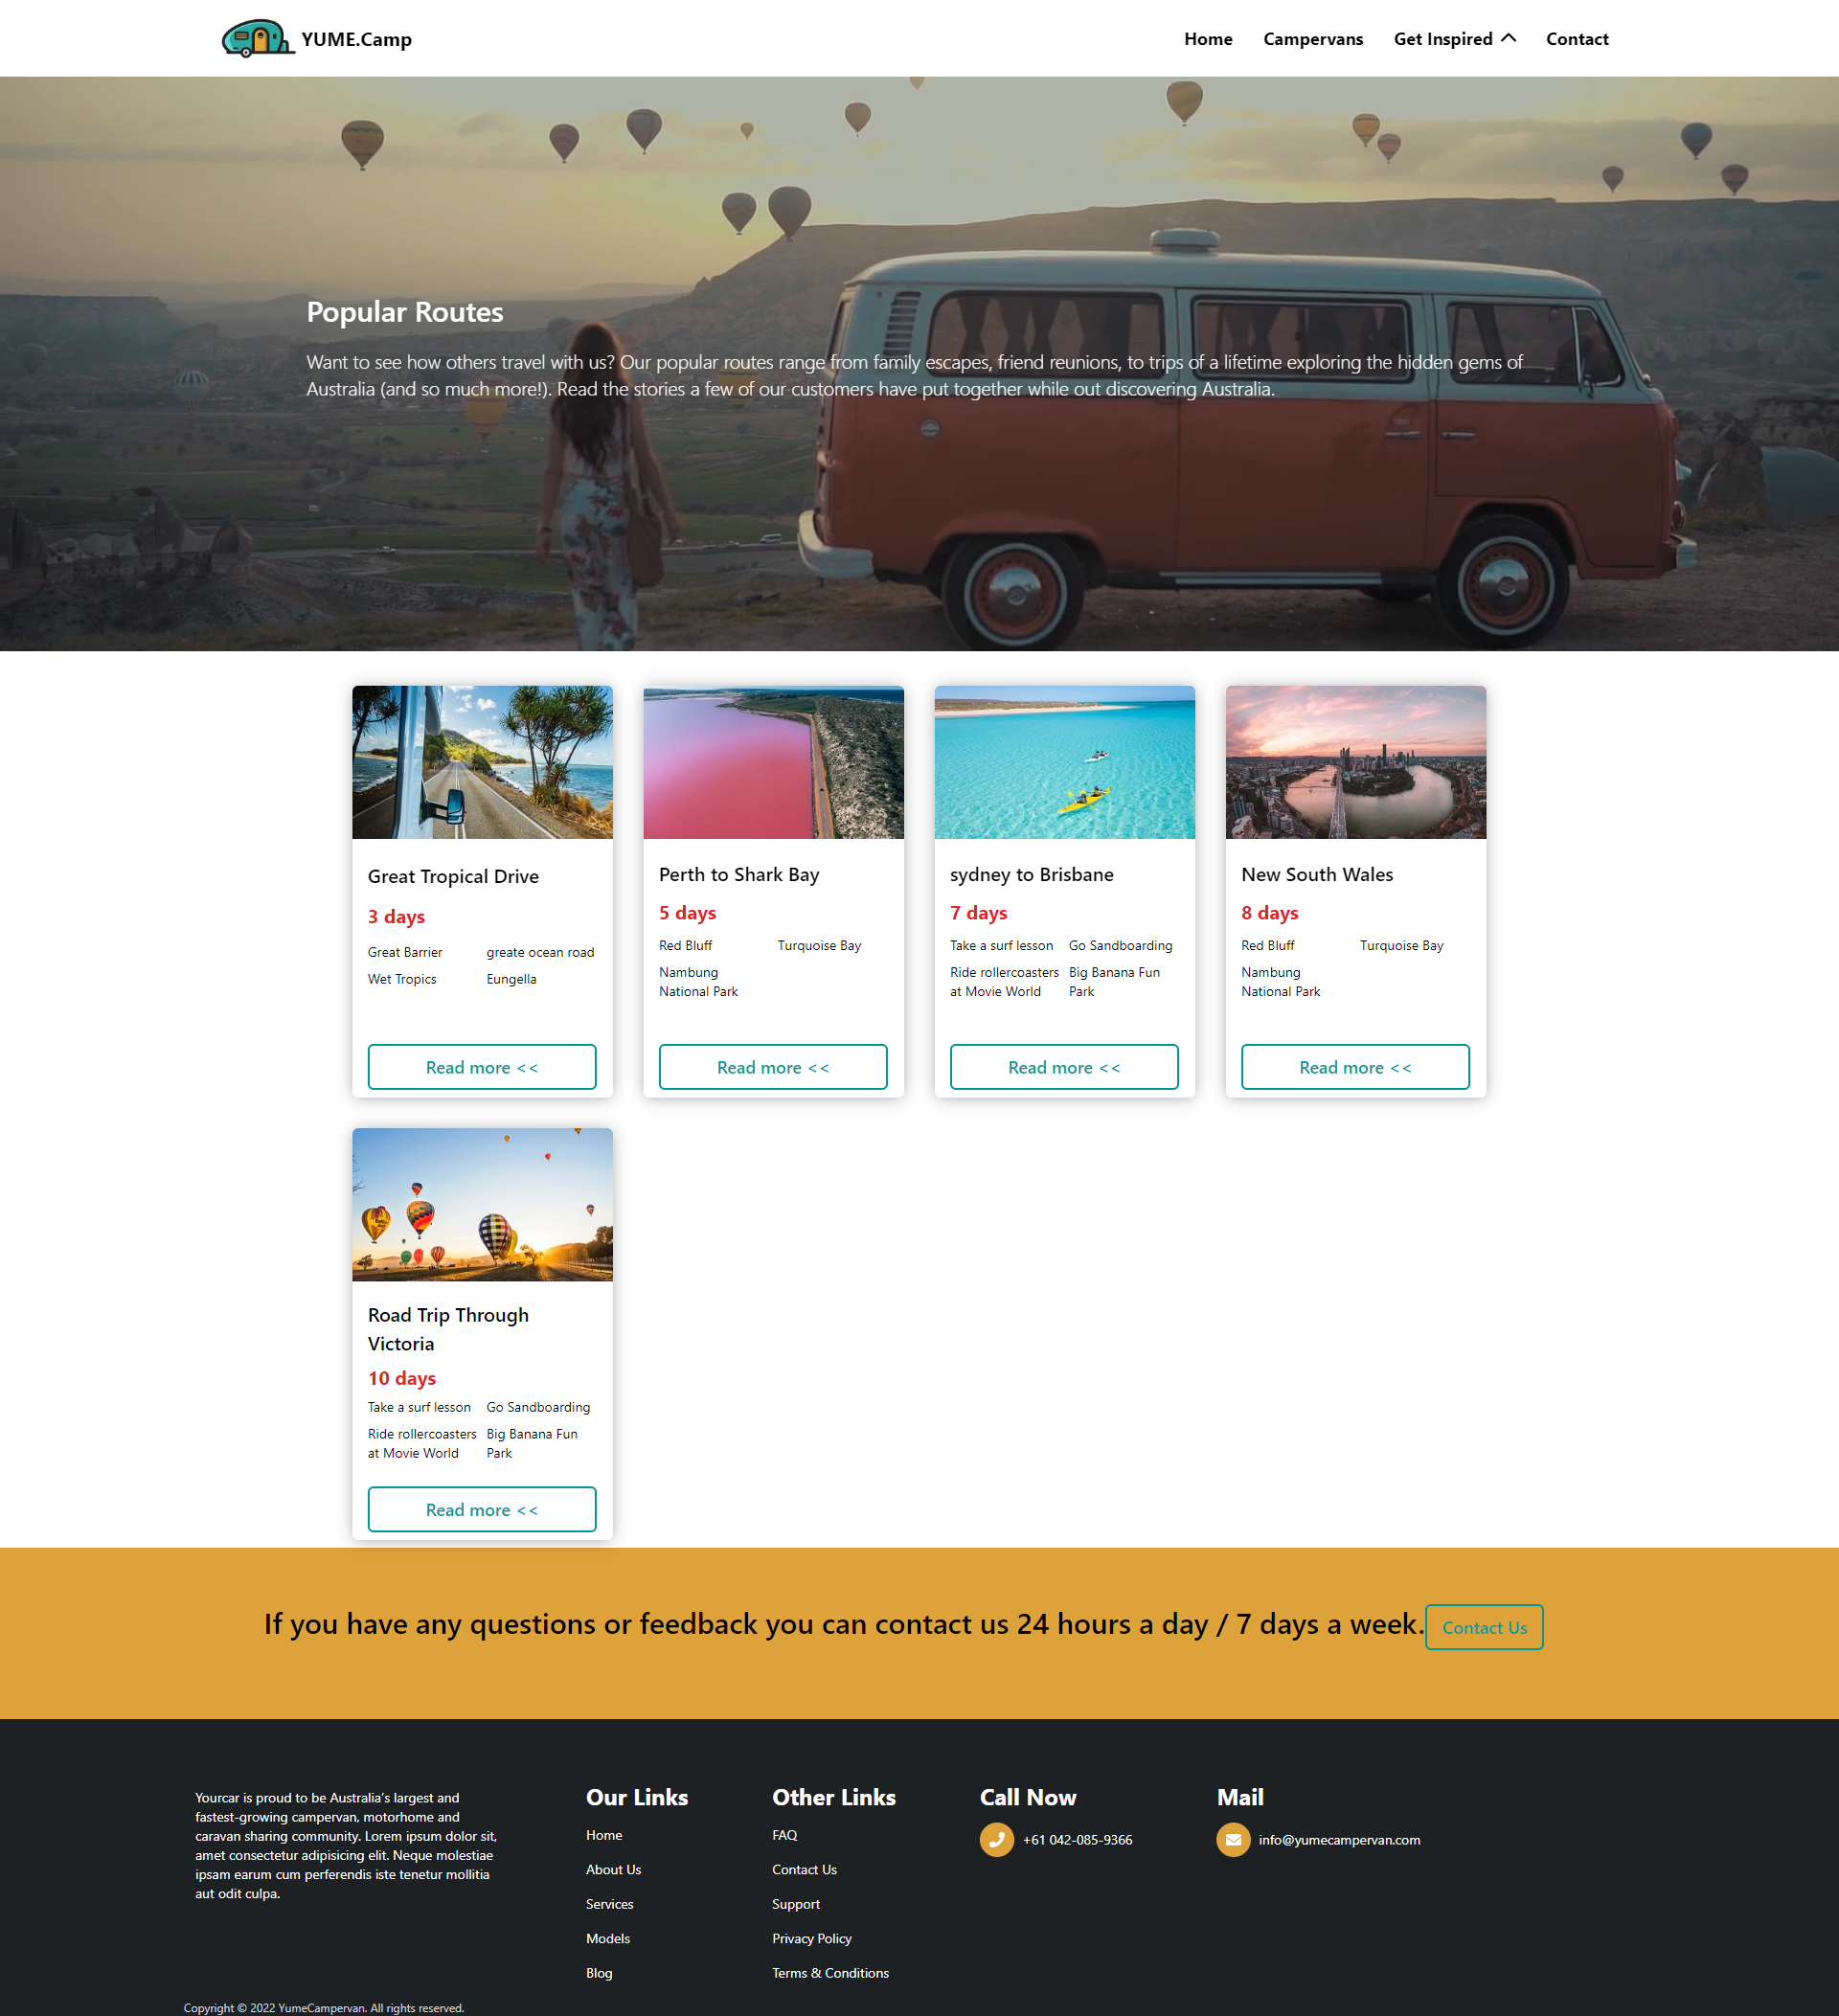 YUME.Camp
Home Campervans Get Inspired Contact
Popular Routes
Want to see how others travel with us? Our popular routes range from family escapes, friend reunions, to trips of a lifetime exploring the hidden gems of
Australia (and so much more!). Read the stories a few of our customers have put together while out discovering Australia.
Great Tropical Drive
3 days
Great Barrier greate ocean road
Wet Tropics Eungella
Read more <<
Perth to Shark Bay
5 days
Red Bluff Turquoise Bay
Nambung
National Park
Read more <<
sydney to Brisbane
7 days
Take a surf lesson Go Sandboarding
Ride rollercoasters Big Banana Fun
at Movie World Park
Read more <<
New South Wales
8 days
Red Bluff Turquoise Bay
Nambung
National Park
Read more <<
Road Trip Through
Victoria
10 days
Take a surf lesson Go Sandboarding
Ride rollercoasters Big Banana Fun
at Movie World Park
Read more <<
If you have any questions or feedback you can contact us 24 hours a day / 7 days a week. Contact Us
Yourcar is proud to be Australia’s largest and
fastest-growing campervan, motorhome and
caravan sharing community. Lorem ipsum dolor sit,
amet consectetur adipisicing elit. Neque molestiae
ipsam earum cum perferendis iste tenetur mollitia
aut odit culpa.
Our Links
Home
About Us
Services
Models
Blog
Other Links
FAQ
Contact Us
Support
Privacy Policy
Terms & Conditions
Call Now
+61 042-085-9366
Mail
info@yumecampervan.com
Copyright © 2022 YumeCampervan. All rights reserved.